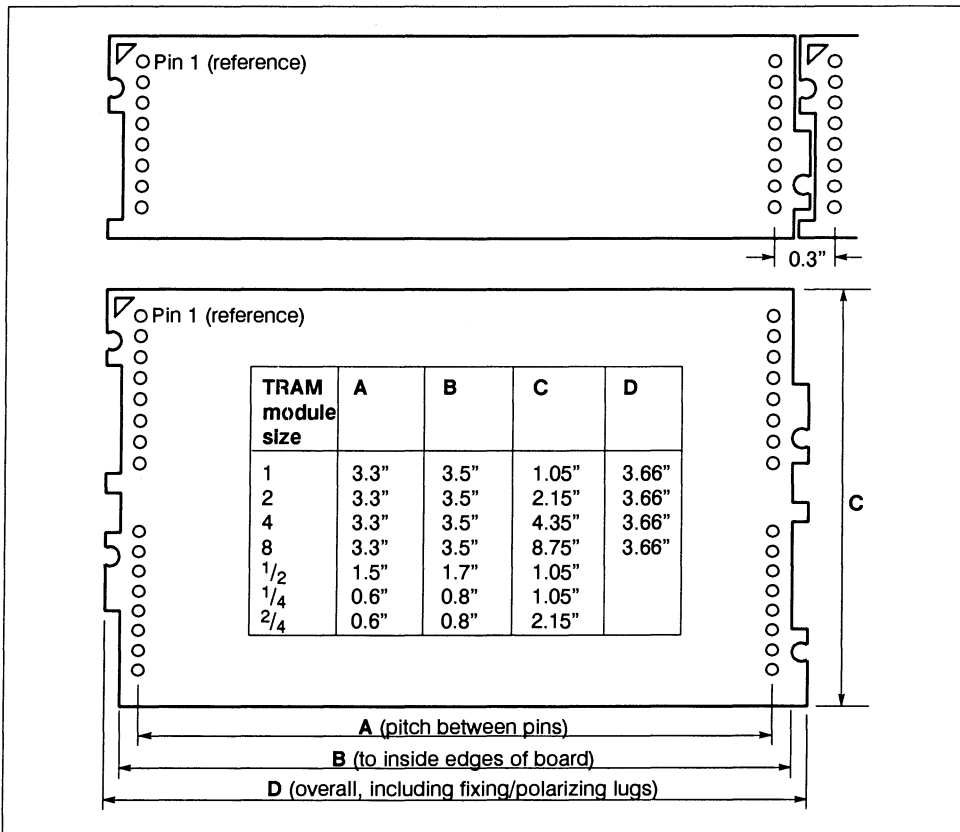 Pin 1 (reference)
0.3"
Pin 1 (reference)
TRAM module size A B C D
1 3.3" 3.5" 1.05" 3.66"
2 3.3" 3.5" 2.15" 3.66"
4 3.3" 3.5" 4.35" 3.66"
8 3.3" 3.5" 8.75" 3.66"
1/2 1.5" 1.7" 1.05"
1/4 0.6" 0.8" 1.05"
2/4 0.6" 0.8" 2.15"
C
A (pitch between pins)
B (to inside edges of board)
D (overall, including fixing/polarizing lugs)